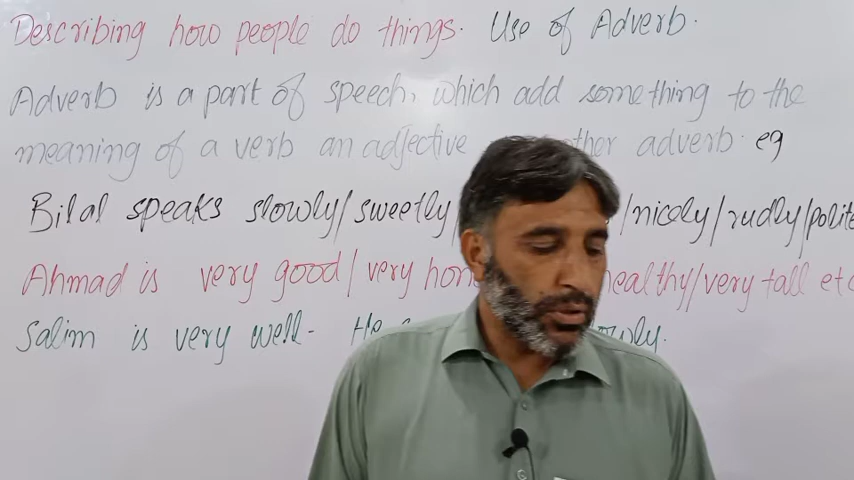 Describing how people do things. Use of Adverb.
Adverb is a part of speech, which add something to the
meaning of a verb an adjective other adverb. eg
Bilal speaks slowly/sweetly /nicely/rudly/polite
Ahmad is very good/very healthy/very tall etc
Salim is very well. He